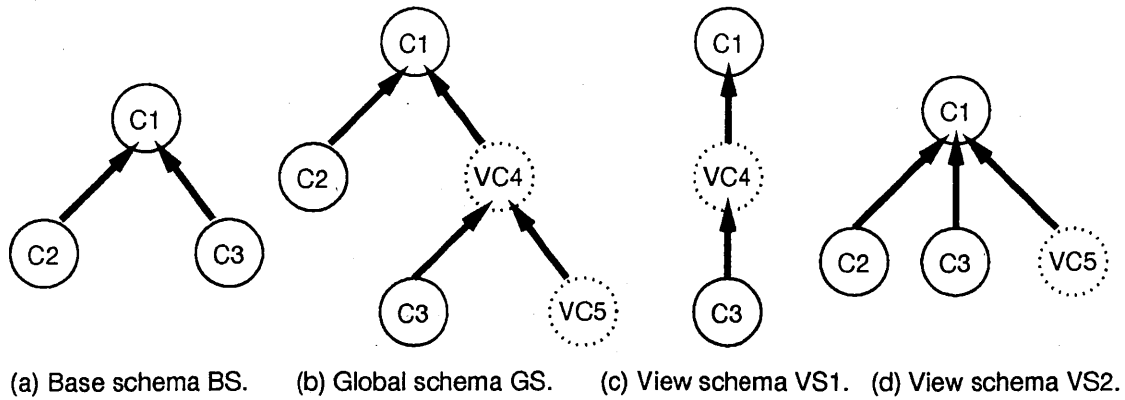 C1
C2
C3
(a) Base schema BS.
C1
C2
VC4
C3
VC5
(b) Global schema GS.
C1
VC4
C3
(c) View schema VS1.
C1
C2
C3
VC5
(d) View schema VS2.